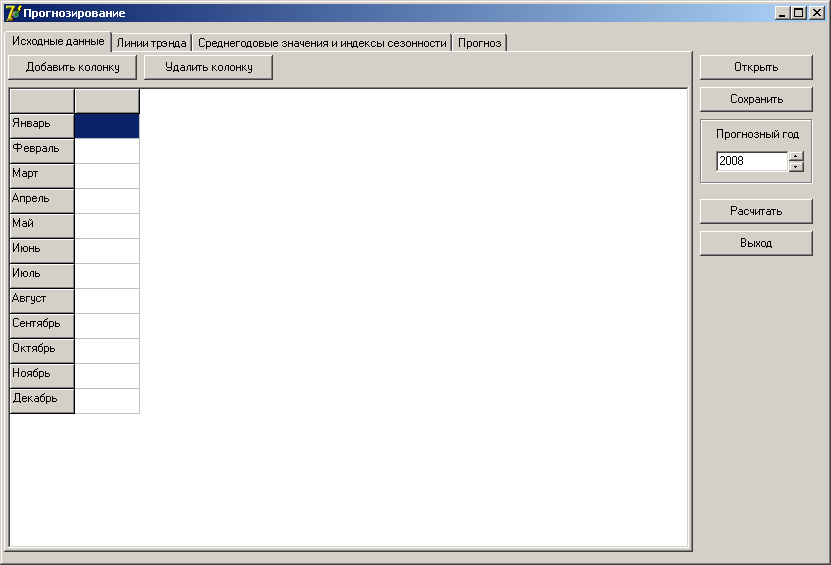 Прогнозирование
Исходные данные Линии трэнда Среднегодовые значения и индексы сезонности Прогноз
Добавить колонку Удалить колонку
Январь
Февраль
Март
Апрель
Май
Июнь
Июль
Август
Сентябрь
Октябрь
Ноябрь
Декабрь
Открыть
Сохранить
Прогнозный год
2008
Расчитать
Выход